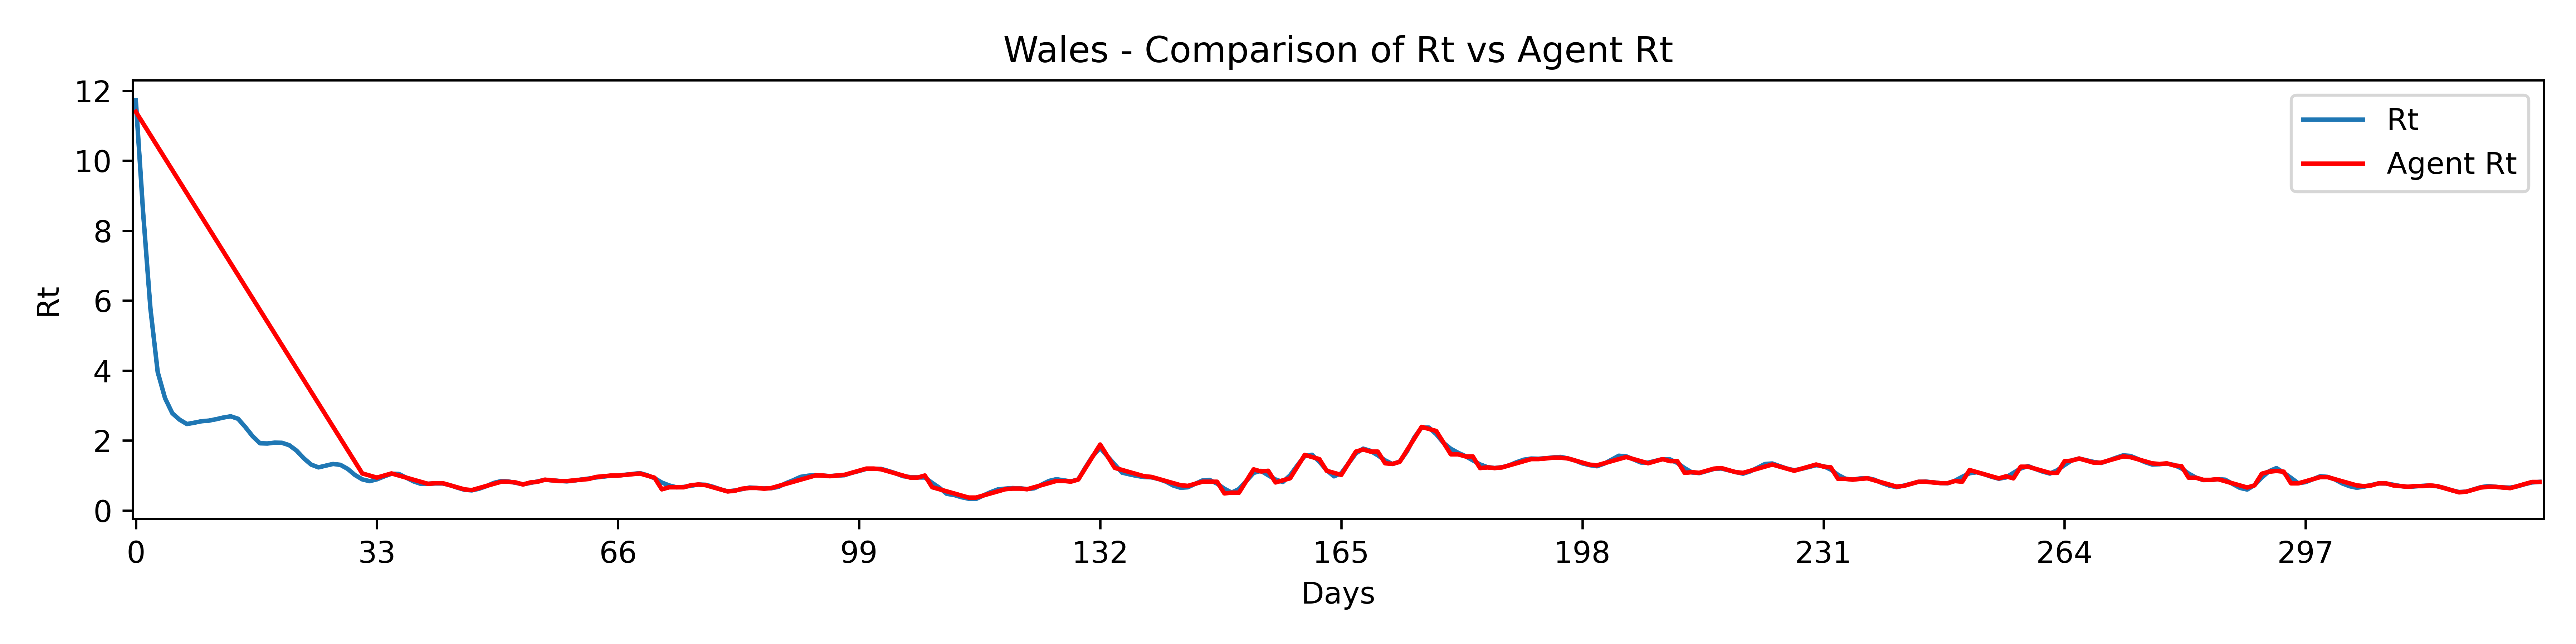 Wales - Comparison of Rt vs Agent Rt
12
10
8
6
4
2
0
Rt
Rt
Agent Rt
0 33 66 99 132 165 198 231 264 297
Days